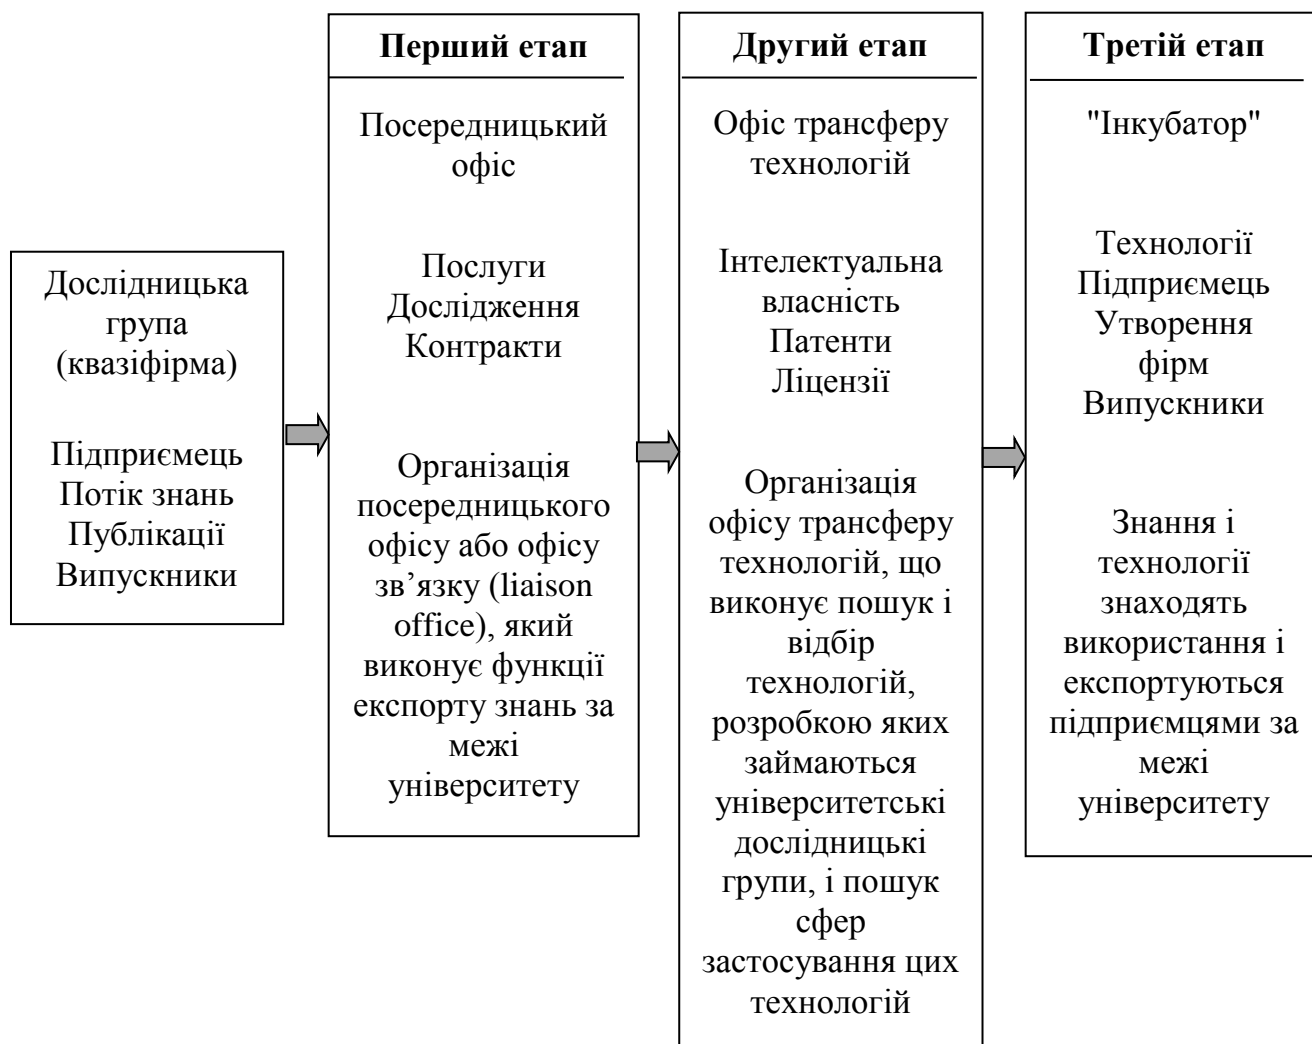 Дослідницька
група
(квазіфірма)
Підприємець
Потік знань
Публікації
Випускники
Перший етап
Посередницький
офіс
Послуги
Дослідження
Контракти
Організація
посередницького
офісу або офісу
зв’язку (liaison
office), який
виконує функції
експорту знань за
межі
університету
Другий етап
Офіс трансферу
технологій
Інтелектуальна
власність
Патенти
Ліцензії
Організація
офісу трансферу
технологій, що
виконує пошук і
відбір
технологій,
розробкою яких
займаються
університетські
дослідницькі
групи, і пошук
сфер
застосування цих
технологій
Третій етап
"Інкубатор"
Технології
Підприємець
Утворення
фірм
Випускники
Знання і
технології
знаходять
використання і
експортуються
підприємцями за
межі
університету